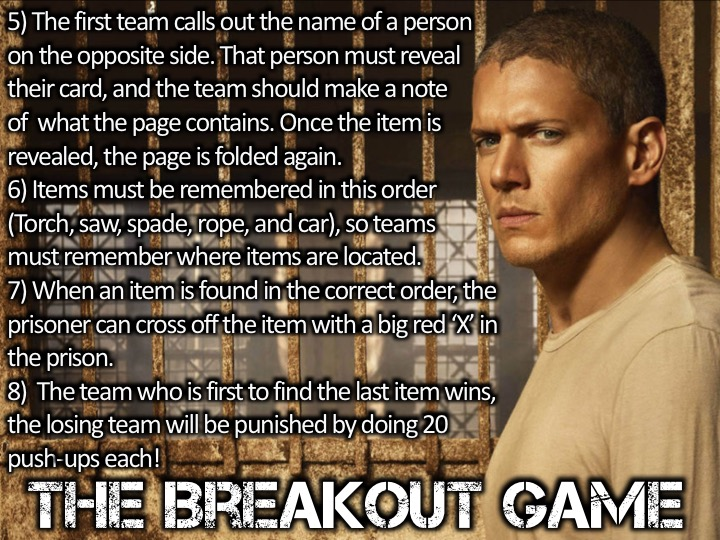 5) The first team calls out the name of a person
on the opposite side. That person must reveal
their card, and the team should make a note
of  what the page contains. Once the item is
revealed, the page is folded again.
6) Items must be remembered in this order
(Torch, saw, spade, rope, and car), so teams
must remember where items are located.
7) When an item is found in the correct order, the
prisoner can cross off the item with a big red ‘X’ in
the prison.
8)  The team who is first to find the last item wins,
the losing team will be punished by doing 20
push-ups each!
THE BREAKOUT GAME